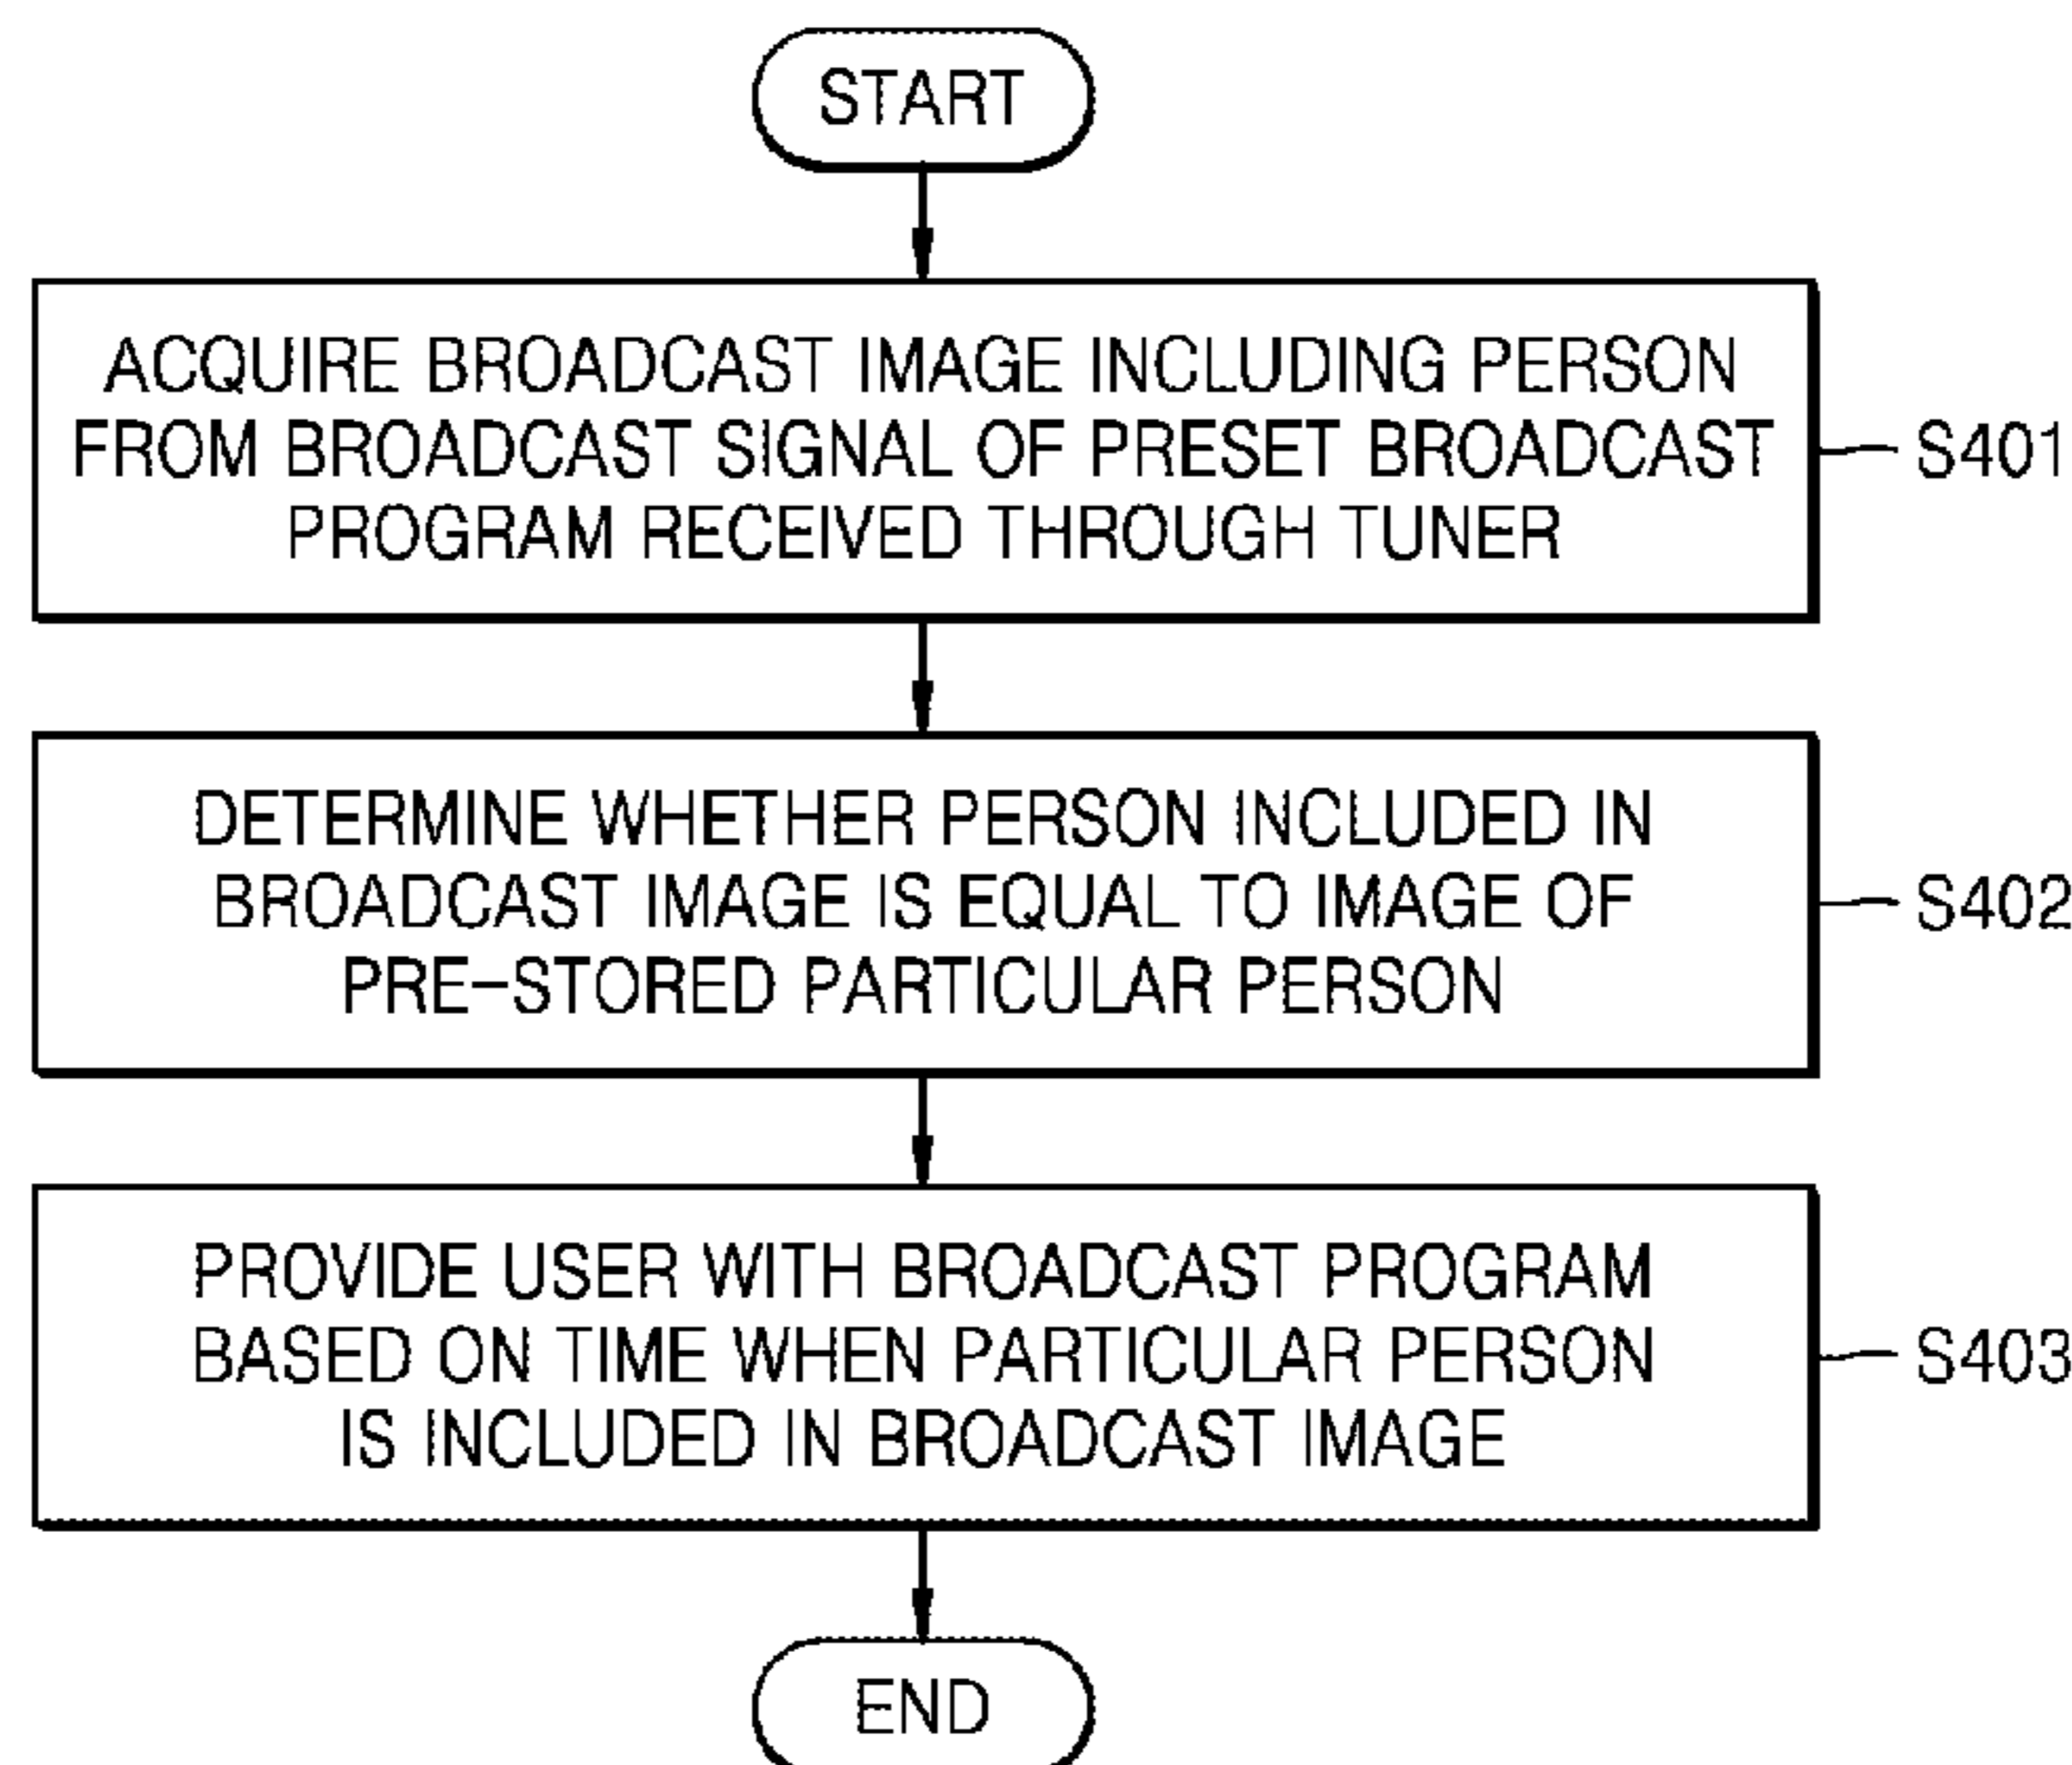 START
ACQUIRE BROADCAST IMAGE INCLUDING PERSON
FROM BROADCAST SIGNAL OF PRESET BROADCAST
PROGRAM RECEIVED THROUGH TUNER
S401
DETERMINE WHETHER PERSON INCLUDED IN
BROADCAST IMAGE IS EQUAL TO IMAGE OF
PRE-STORED PARTICULAR PERSON
S402
PROVIDE USER WITH BROADCAST PROGRAM
BASED ON TIME WHEN PARTICULAR PERSON
IS INCLUDED IN BROADCAST IMAGE
S403
END